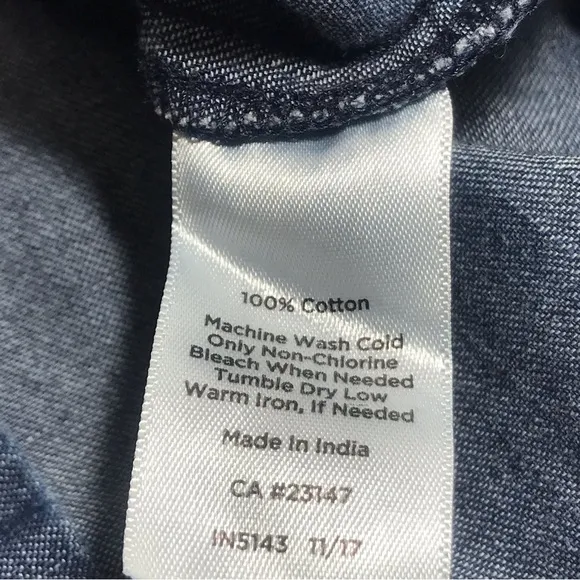 100% Cotton
Machine Wash Cold
Only Non-Chlorine
Bleach When Needed
Tumble Dry Low
Warm Iron, If Needed
Made In India
CA #23147
IN5143 11/17